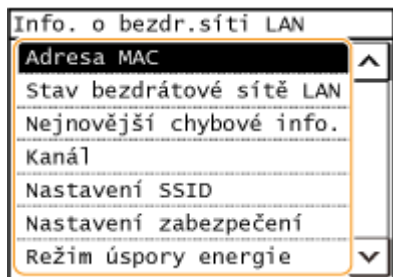 Info. o bezdr.síti LAN
Adresa MAC
Stav bezdrátové sítě LAN
Nejnovější chybové info.
Kanál
Nastavení SSID
Nastavení zabezpečení
Režim úspory energie